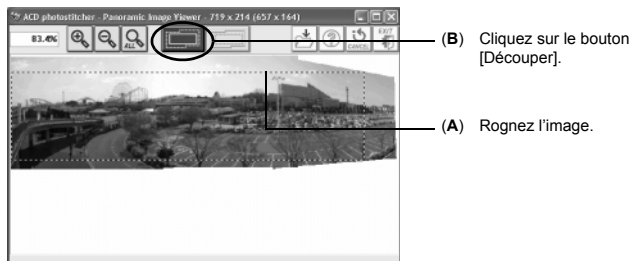 ACD photostitcher - Panoramic Image Viewer - 719 x 214 (657 x 164)
83.4%
ALL
CANCEL
EXIT
(B) Cliquez sur le bouton
[Découper].
(A) Rognez l'image.